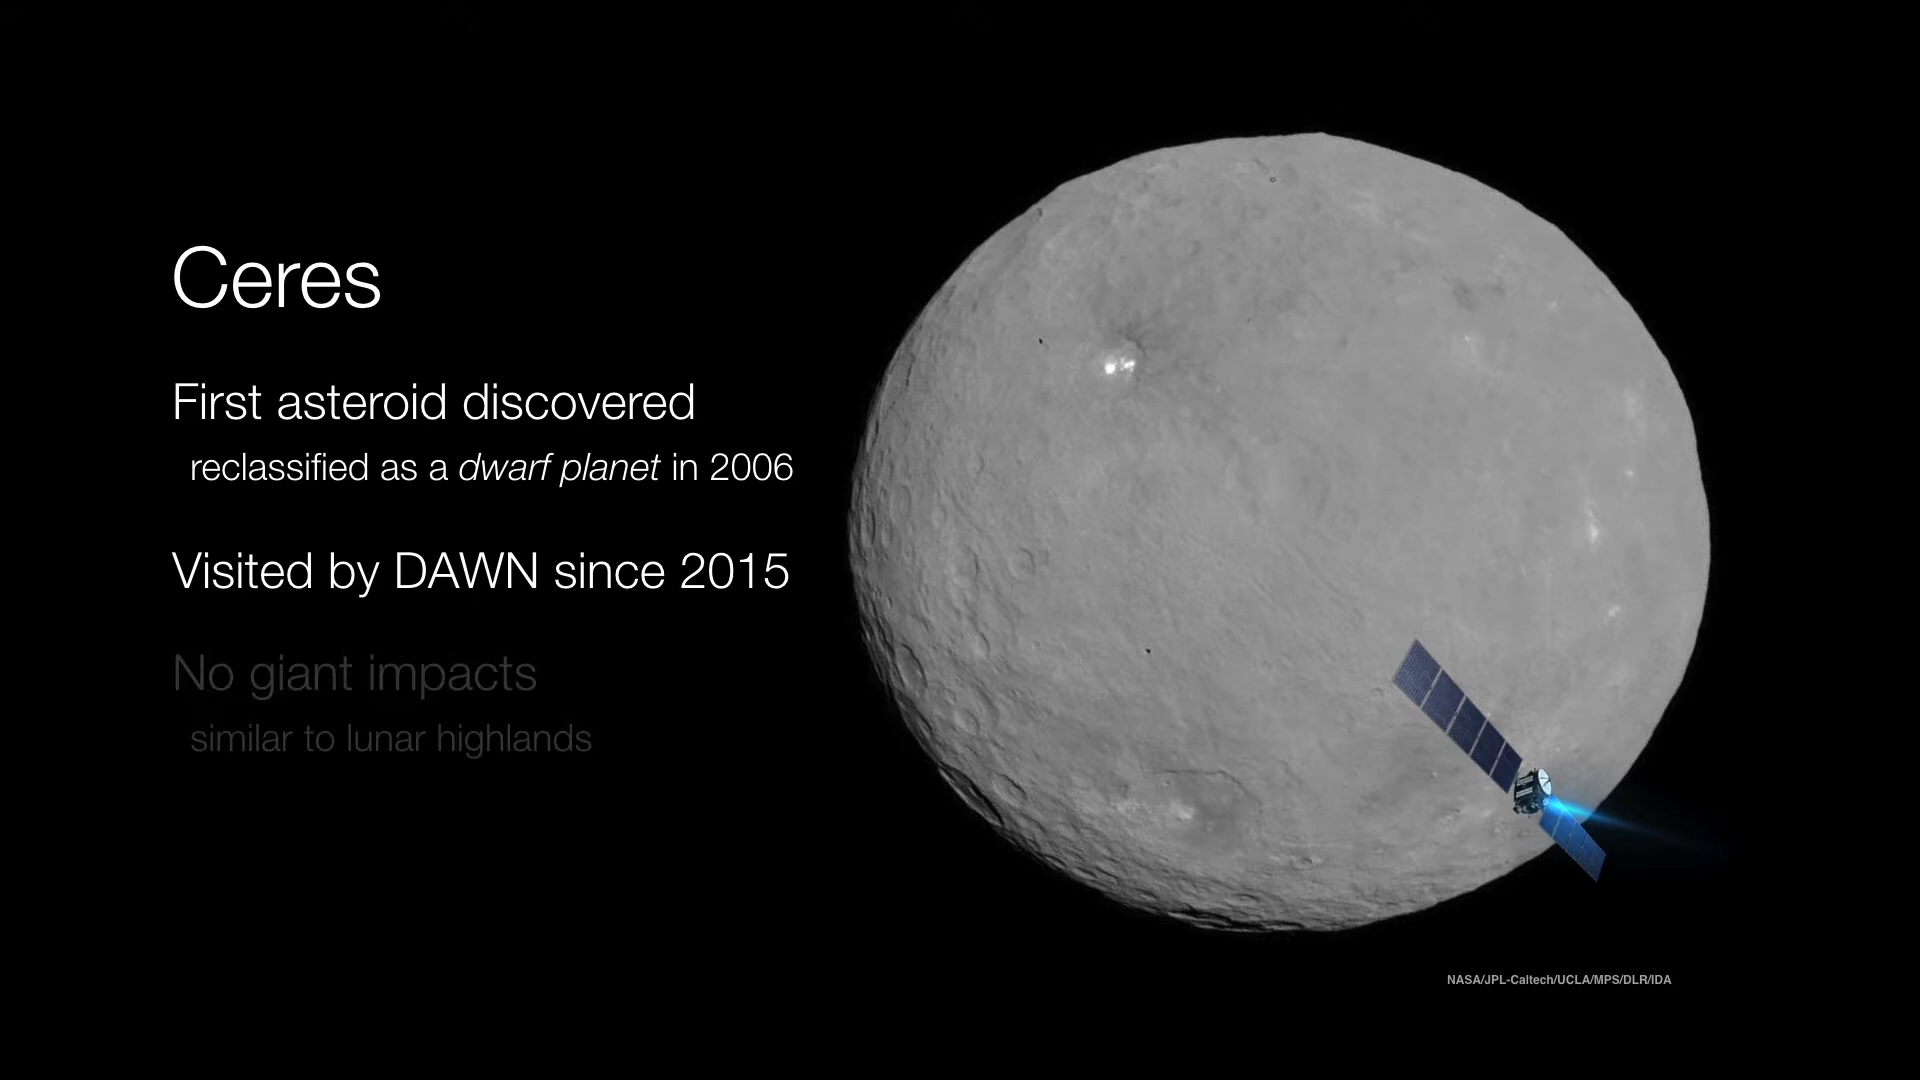 Ceres
First asteroid discovered
reclassified as a dwarf planet in 2006
Visited by DAWN since 2015
No giant impacts
similar to lunar highlands
NASA/JPL-Caltech/UCLA/MPS/DLR/IDA